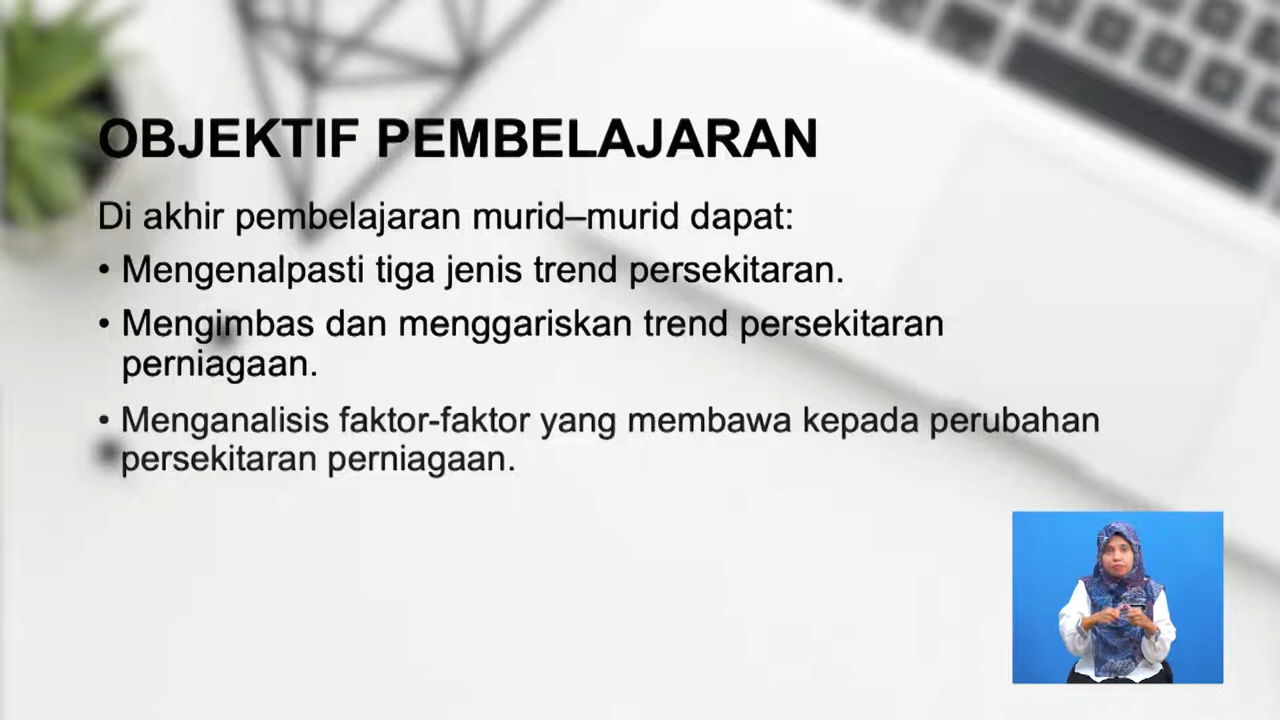 OBJEKTIF PEMBELAJARAN
Di akhir pembelajaran murid–murid dapat:
• Mengenalpasti tiga jenis trend persekitaran.
• Mengimbas dan menggariskan trend persekitaran
perniagaan.
• Menganalisis faktor-faktor yang membawa kepada perubahan
persekitaran perniagaan.